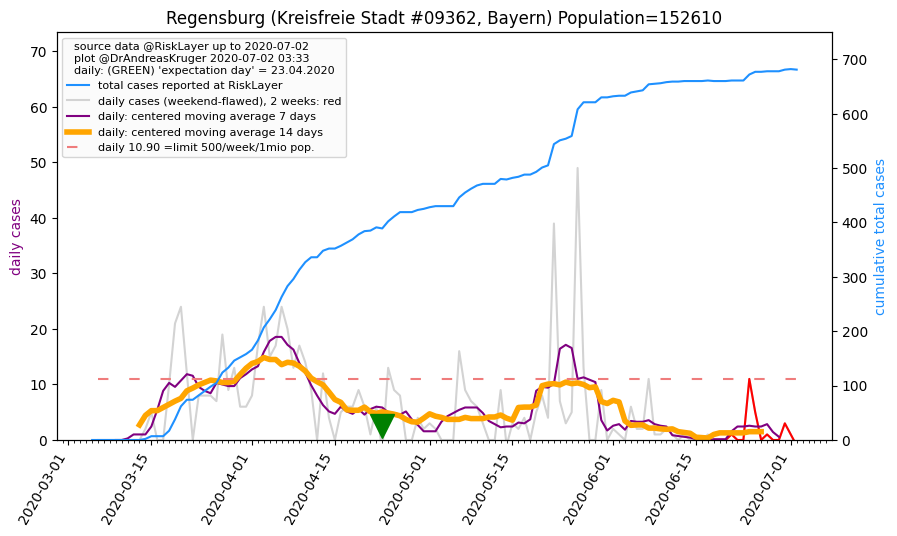 Regensburg (Kreisfreie Stadt #09362, Bayern) Population=152610
source data @RiskLayer up to 2020-07-02
plot @DrAndreasKruger 2020-07-02 03:33
daily: (GREEN) 'expectation day' = 23.04.2020
total cases reported at RiskLayer
daily cases (weekend-flawed), 2 weeks: red
daily: centered moving average 7 days
daily: centered moving average 14 days
daily 10.90 =limit 500/week/1mio pop.
daily cases
70
60
50
40
30
20
10
0
700
600
500
400
300
200
100
0
cumulative total cases
2020-03-01
2020-03-15
2020-04-01
2020-04-15
2020-05-01
2020-05-15
2020-06-01
2020-06-15
2020-07-01